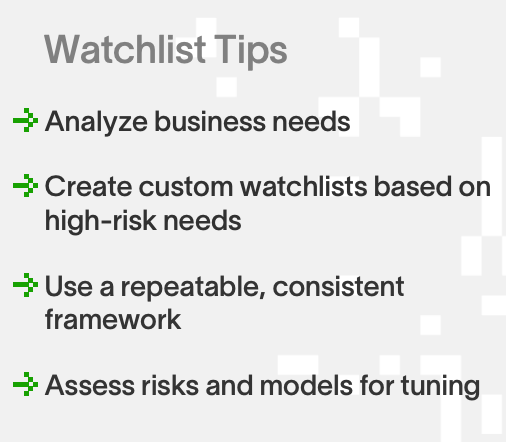 Watchlist Tips
Analyze business needs
Create custom watchlists based on
high-risk needs
Use a repeatable, consistent
framework
Assess risks and models for tuning